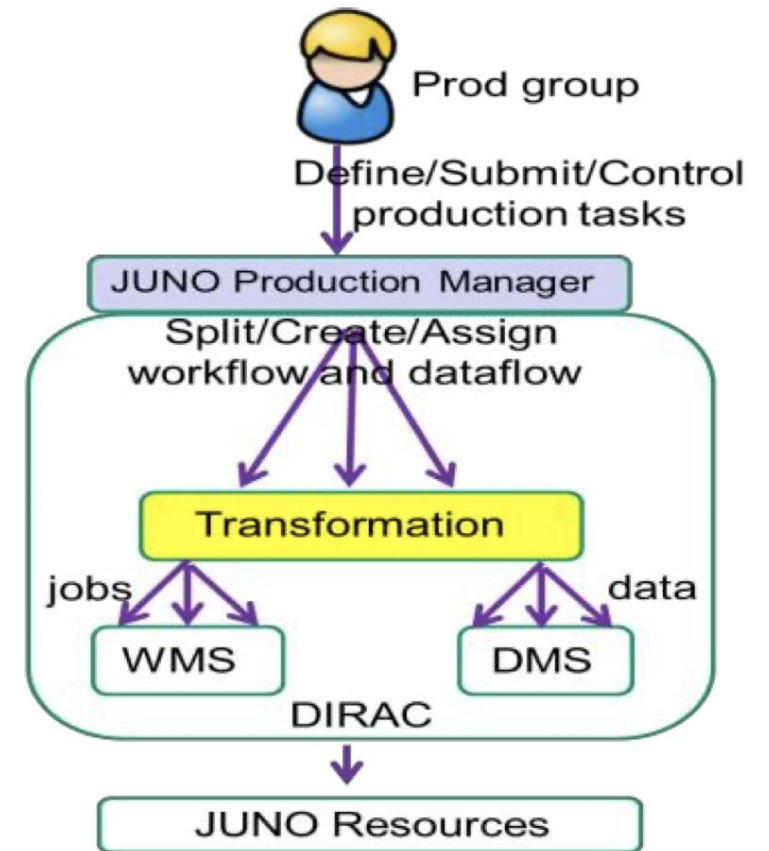 Prod group
Define/Submit/Control
production tasks
JUNO Production Manager
Split/Create/Assign
workflow and dataflow
Transformation
jobs
data
WMS
DMS
DIRAC
JUNO Resources